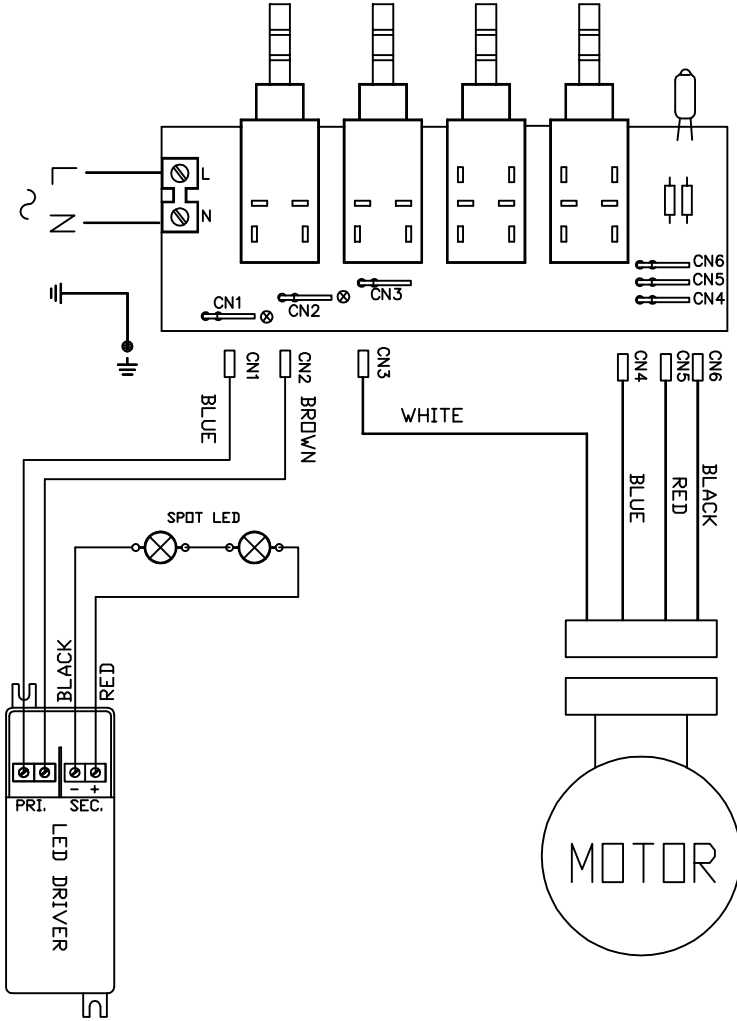 L
L
N
N
CN6
CN5
CN4
CN3
CN2
CN1
CN1
CN2
CN3
CN4
CN5
CN6
BLUE
BROWN
WHITE
BLUE
RED
BLACK
SPOT LED
BLACK
RED
- +
PRI. SEC.
LED DRIVER
MOTOR